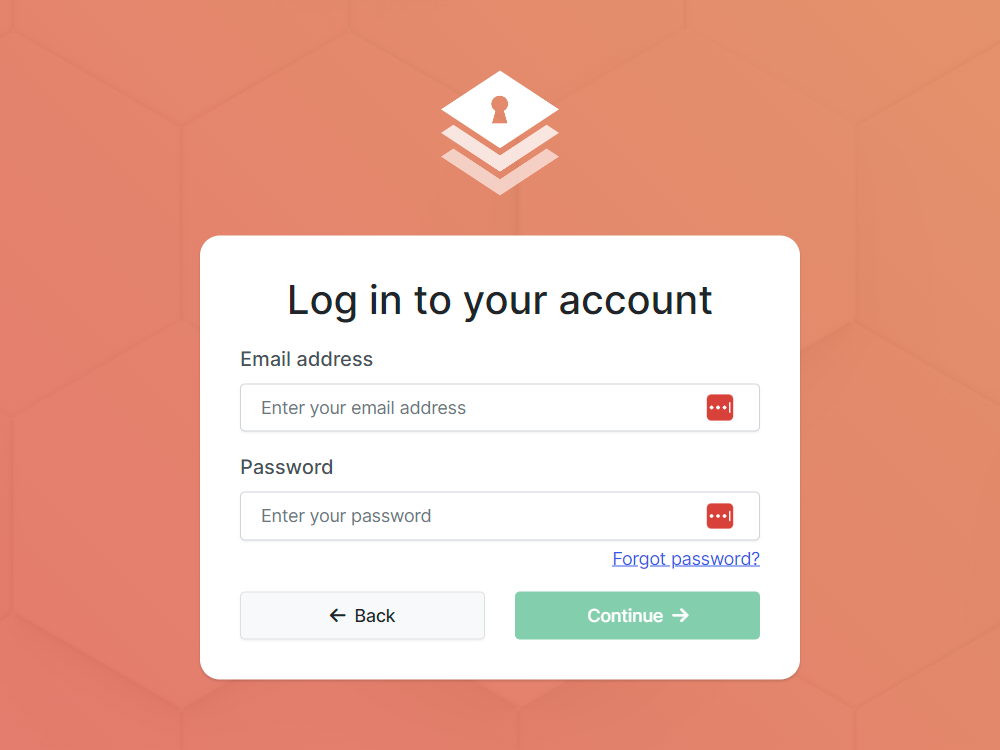 Log in to your account
Email address
Enter your email address
Password
Enter your password
Forgot password?
← Back
Continue →